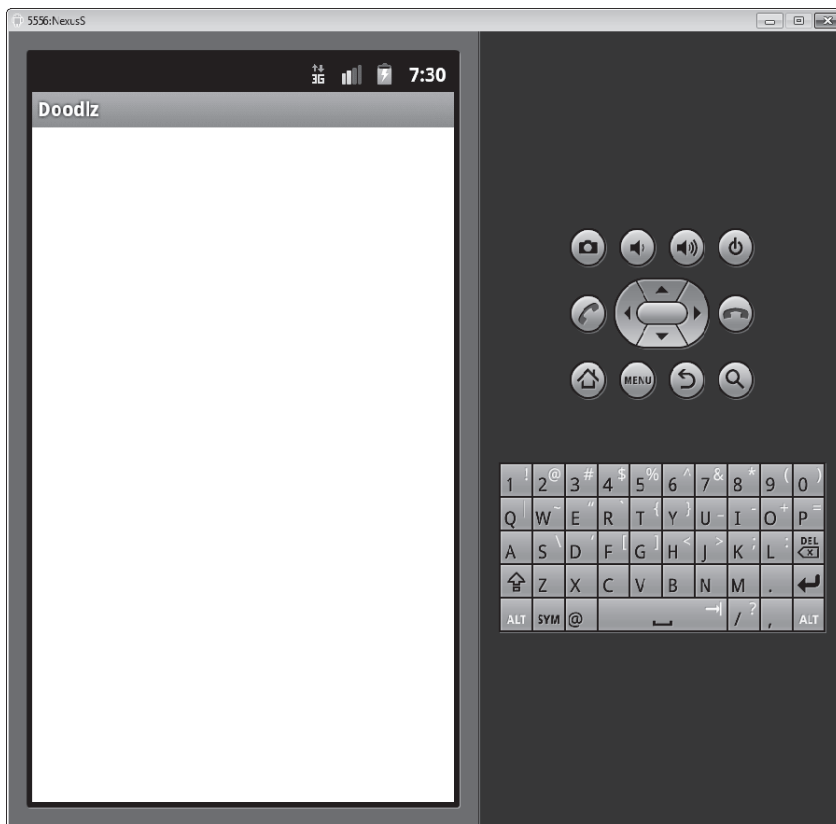 5556:NexusS
3G 7:30
Doodlz
MENU
1 ! 2 @ 3 # 4 $ 5 % 6 ^ 7 & 8 * 9 ( 0 )
Q | W ~ E " R ` T { Y } U _ I - O + P =
A S \ D ' F [ G ] H < J > K ; L : DEL
Z X C V B N M .
ALT SYM @ / ? , ALT